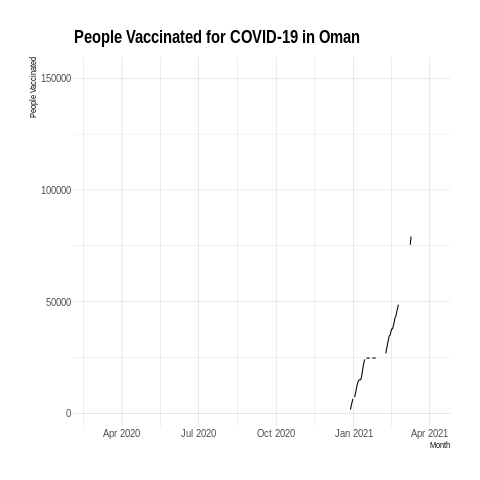 People Vaccinated for COVID-19 in Oman
People Vaccinated
150000
100000
50000
0
Apr 2020 Jul 2020 Oct 2020 Jan 2021 Apr 2021
Month